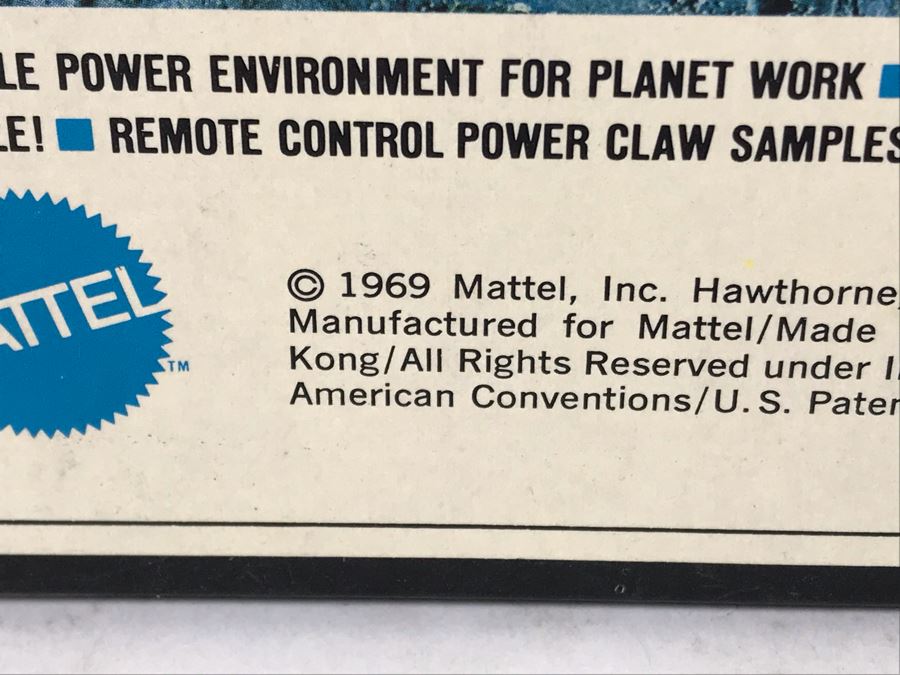 LE POWER ENVIRONMENT FOR PLANET WORK
LE! REMOTE CONTROL POWER CLAW SAMPLES
ATTEL
TM
© 1969 Mattel, Inc. Hawthorne,
Manufactured for Mattel/Made
Kong/All Rights Reserved under I
American Conventions/U.S. Paten